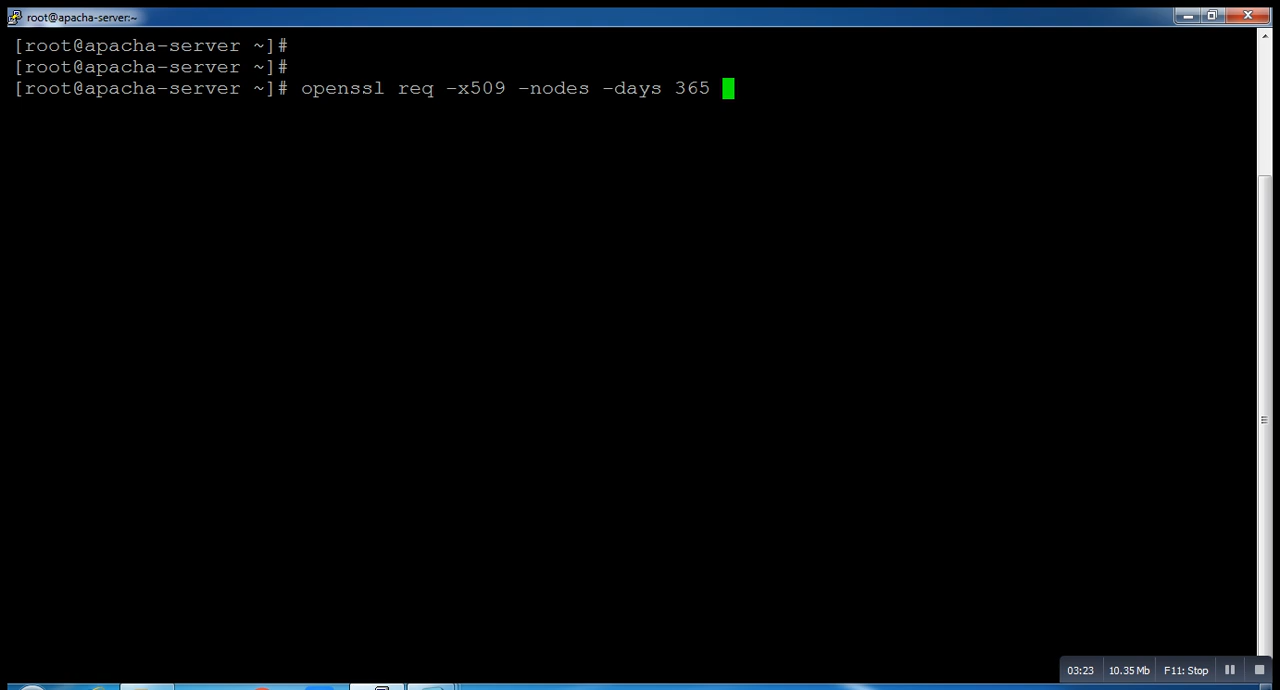 root@apacha-server:~
[root@apacha-server ~]#
[root@apacha-server ~]#
[root@apacha-server ~]# openssl req -x509 -nodes -days 365
03:23 10.35 Mb F11: Stop